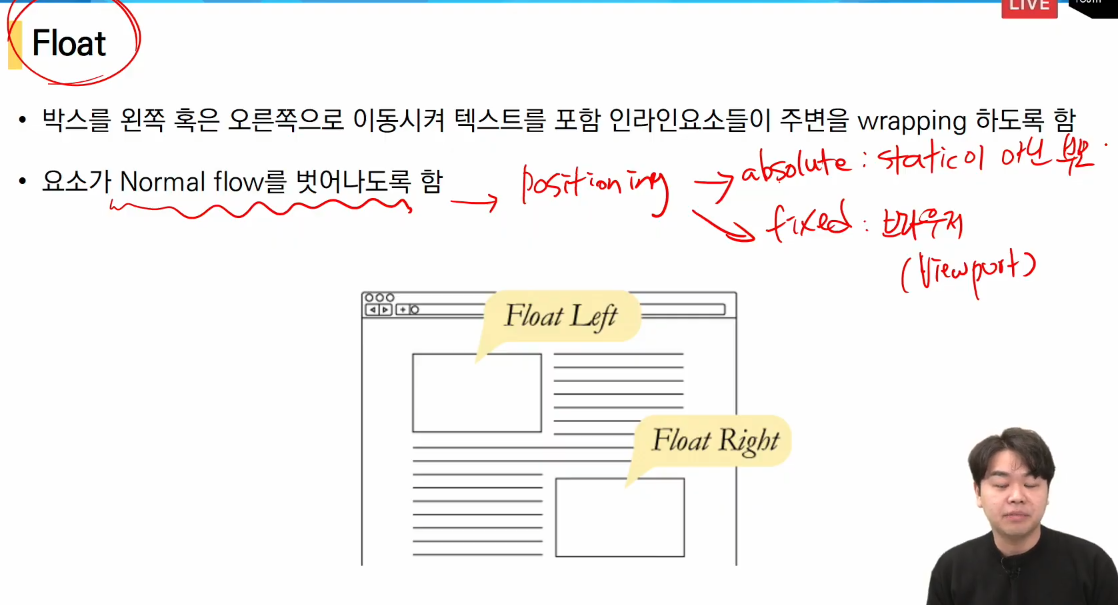 LIVE
Float
• 박스를 왼쪽 혹은 오른쪽으로 이동시켜 텍스트를 포함 인라인요소들이 주변을 wrapping 하도록 함
• 요소가 Normal flow를 벗어나도록 함
positioning
absolute : static이 아닌 부모
fixed : 브라우저
(Viewport)
Float Left
Float Right